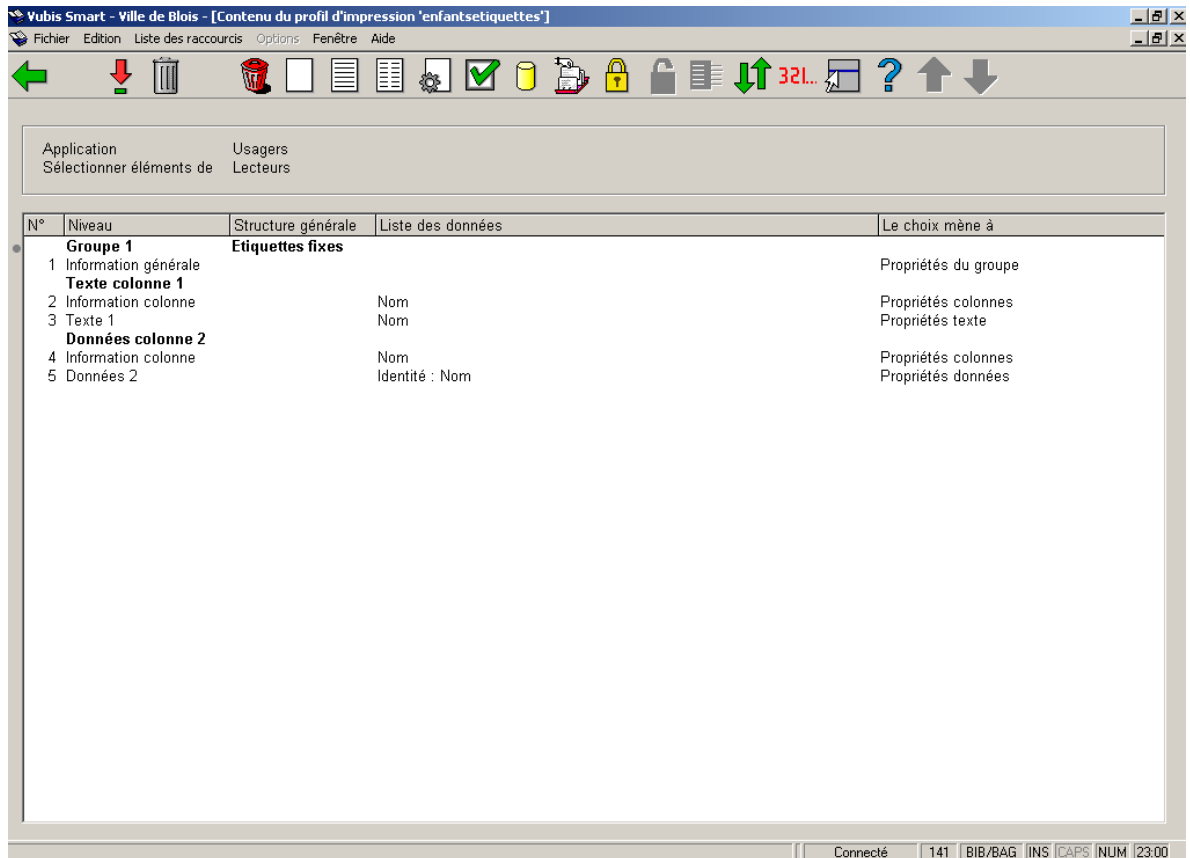 Vubis Smart - Ville de Blois - [Contenu du profil d'impression 'enfantsetiquettes']
Fichier Edition Liste des raccourcis Options Fenêtre Aide
321...
Application Usagers
Sélectionner éléments de Lecteurs
N° Niveau Structure générale Liste des données Le choix mène à
Groupe 1 Etiquettes fixes
1 Information générale Propriétés du groupe
Texte colonne 1
2 Information colonne Nom Propriétés colonnes
3 Texte 1 Nom Propriétés texte
Données colonne 2
4 Information colonne Nom Propriétés colonnes
5 Données 2 Identité : Nom Propriétés données
Connecté 141 BIB/BAG INS CAPS NUM 23:00